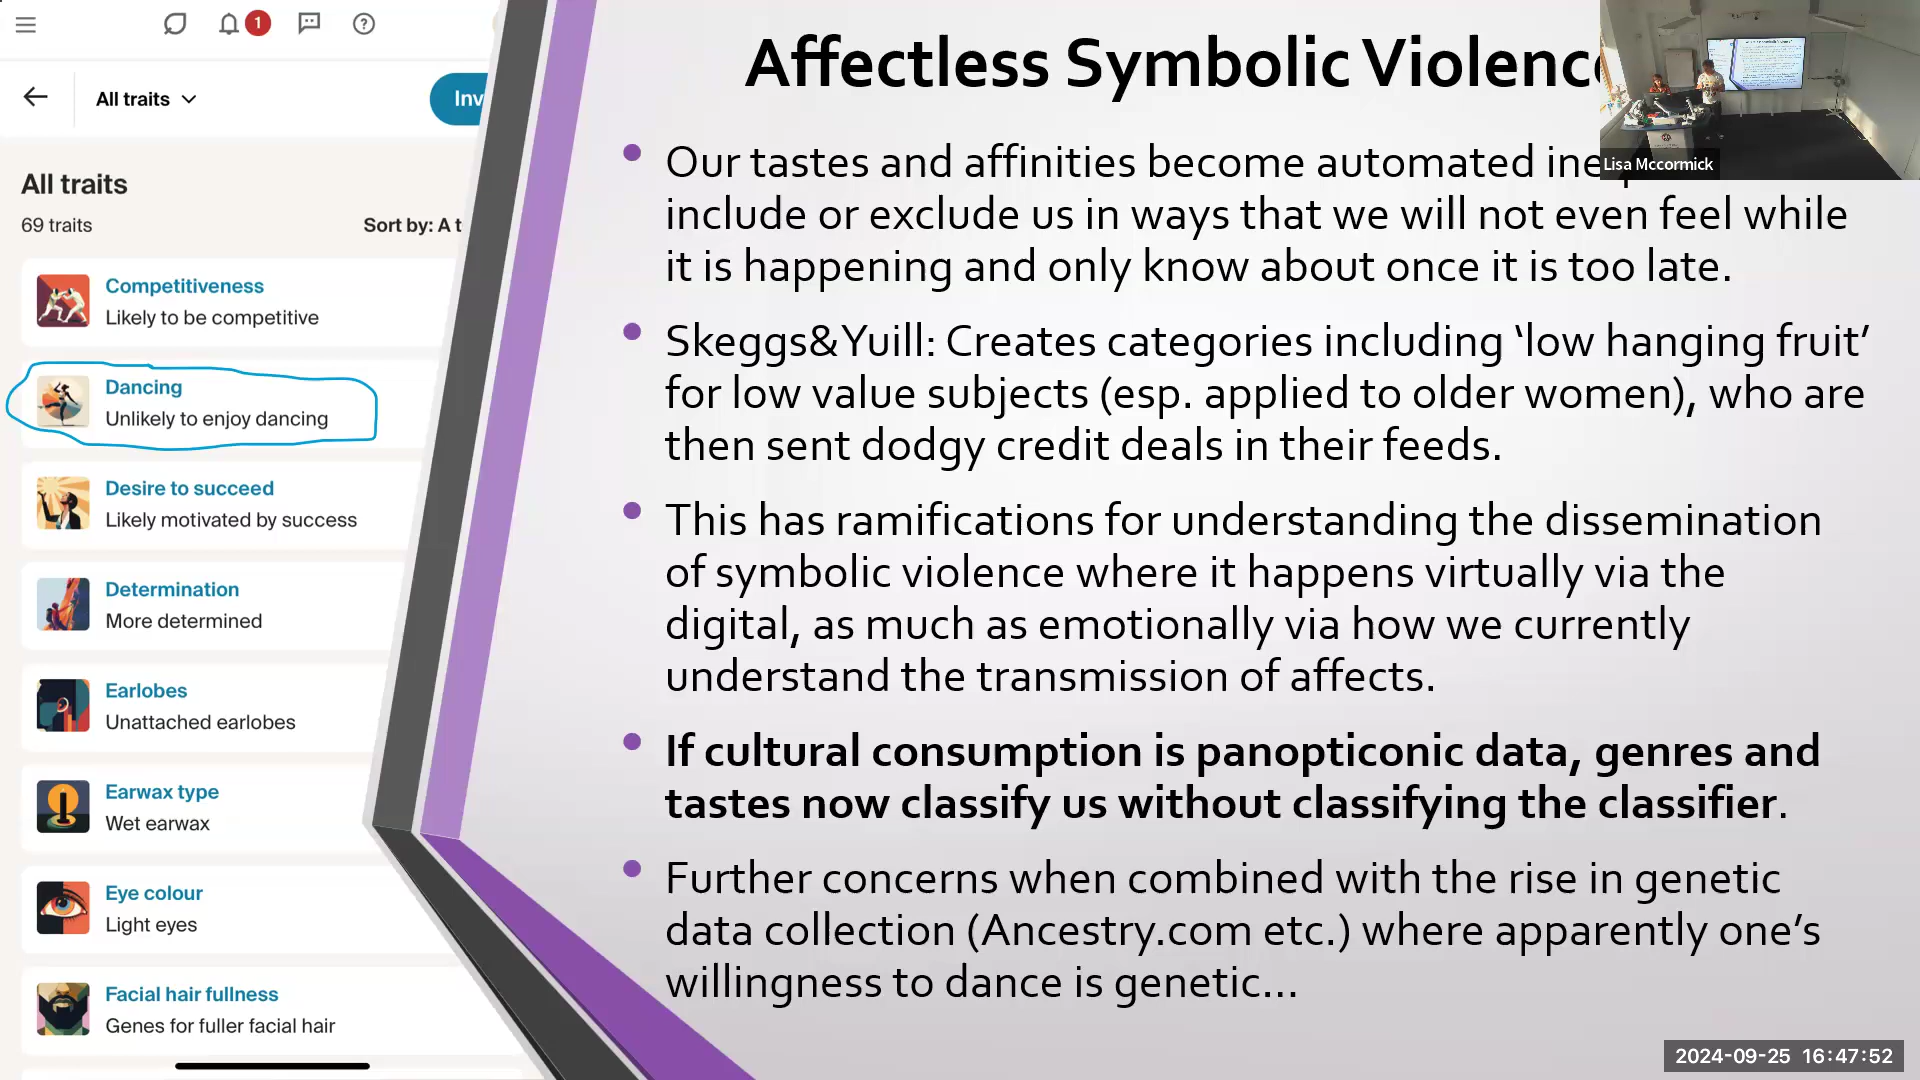 1
All traits
Inv
All traits
69 traits
Sort by: A t
Competitiveness
Likely to be competitive
Dancing
Unlikely to enjoy dancing
Desire to succeed
Likely motivated by success
Determination
More determined
Earlobes
Unattached earlobes
Earwax type
Wet earwax
Eye colour
Light eyes
Facial hair fullness
Genes for fuller facial hair
Affectless Symbolic Violenc
• Our tastes and affinities become automated
include or exclude us in ways that we will not even feel while
it is happening and only know about once it is too late.
• Skeggs&Yuill: Creates categories including ‘low hanging fruit’
for low value subjects (esp. applied to older women), who are
then sent dodgy credit deals in their feeds.
• This has ramifications for understanding the dissemination
of symbolic violence where it happens virtually via the
digital, as much as emotionally via how we currently
understand the transmission of affects.
• If cultural consumption is panopticonic data, genres and
tastes now classify us without classifying the classifier.
• Further concerns when combined with the rise in genetic
data collection (Ancestry.com etc.) where apparently one’s
willingness to dance is genetic...
Lisa Mccormick
2024-09-25 16:47:52